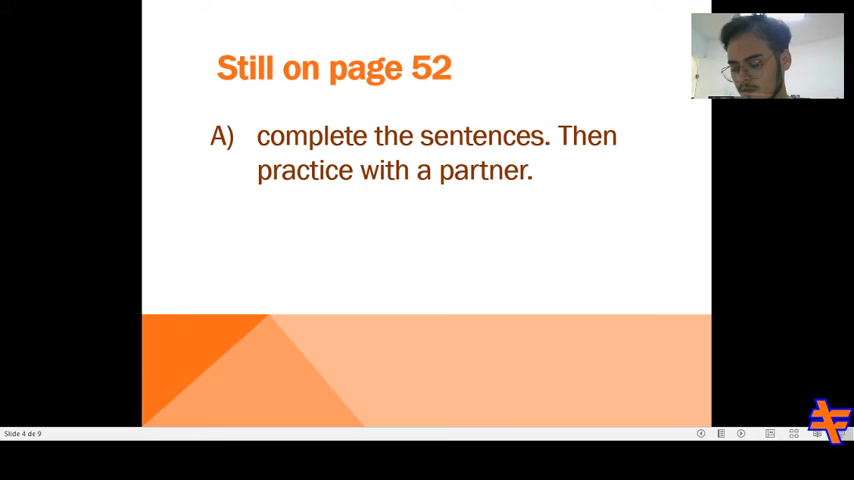 Still on page 52
A) complete the sentences. Then
practice with a partner.
Slide 4 de 9